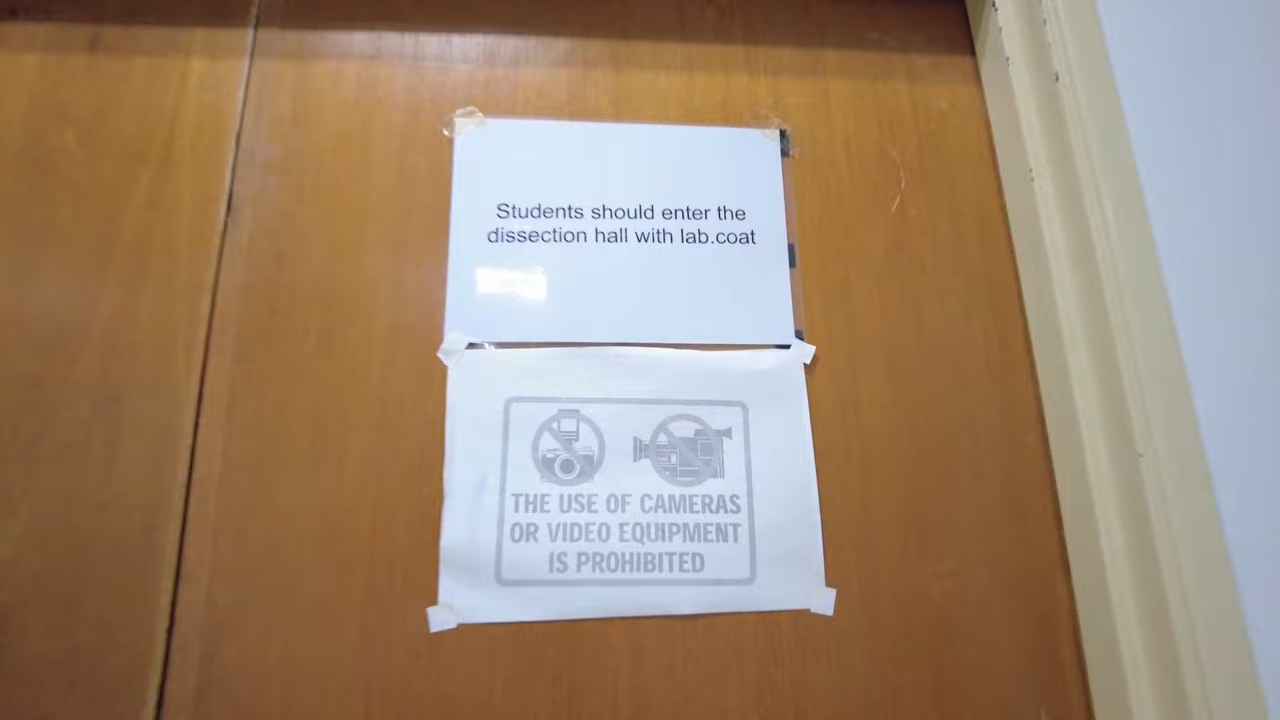 Students should enter the
dissection hall with lab.coat
THE USE OF CAMERAS
OR VIDEO EQUIPMENT
IS PROHIBITED